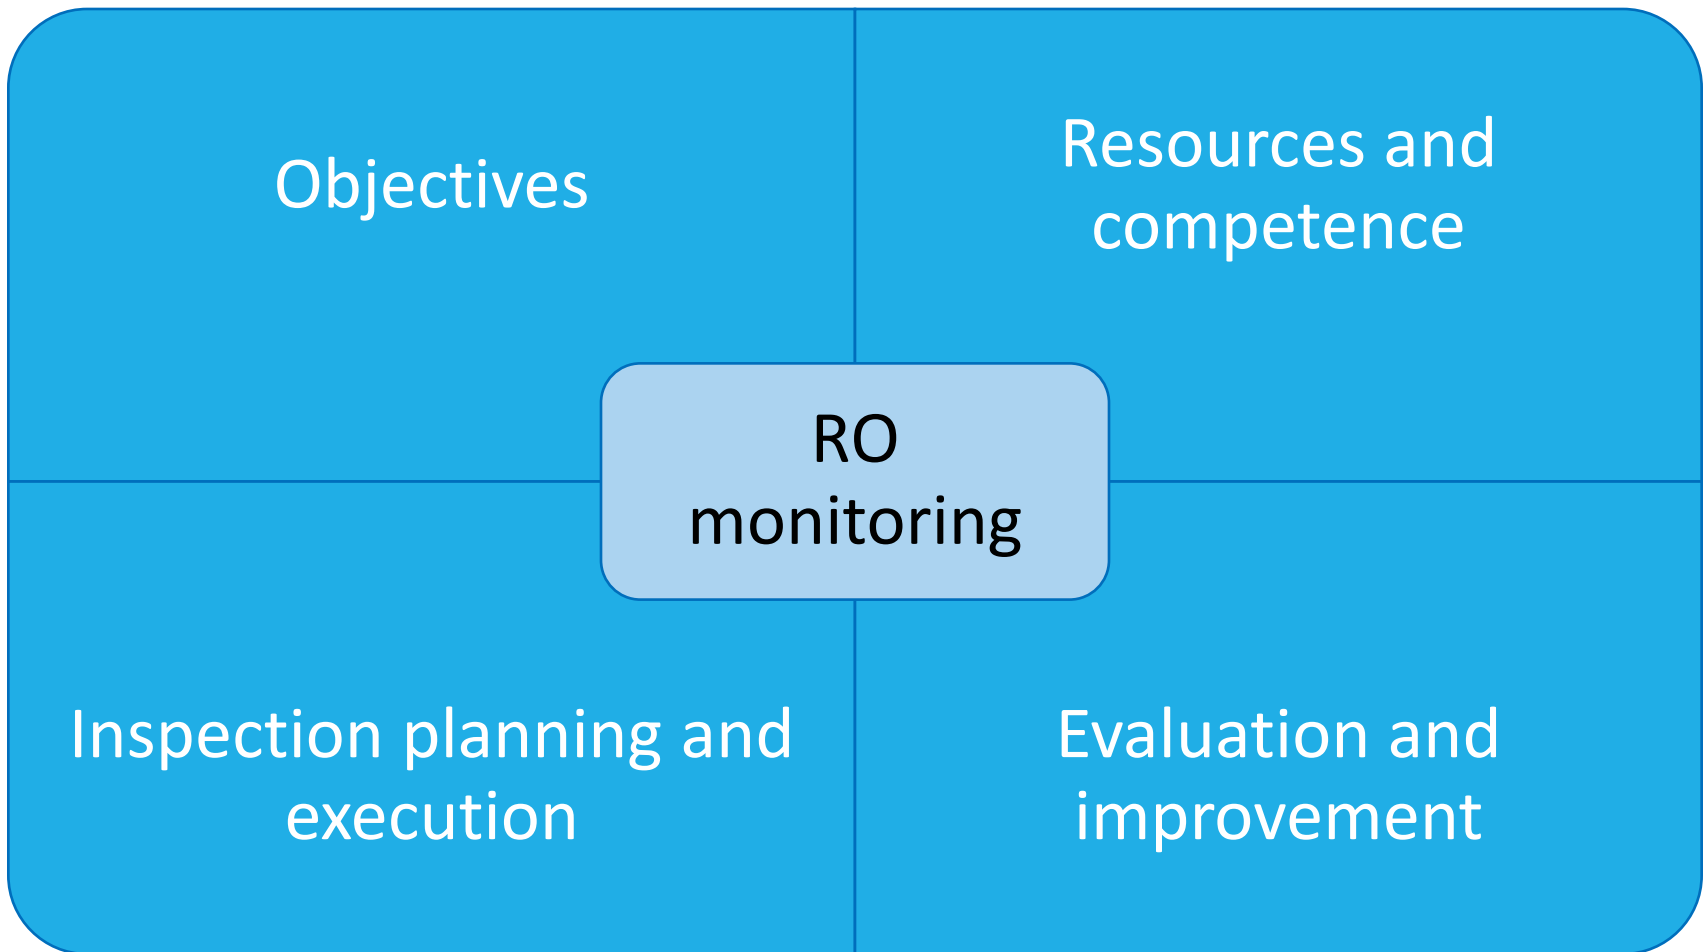 Objectives
Resources and
competence
RO
monitoring
Inspection planning and
execution
Evaluation and
improvement